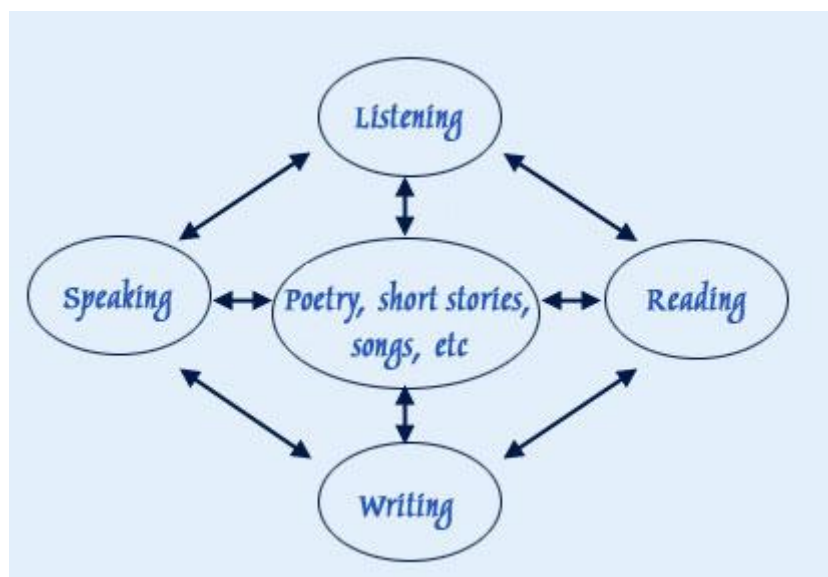 Listening
Speaking
Poetry, short stories,
songs, etc
Reading
Writing